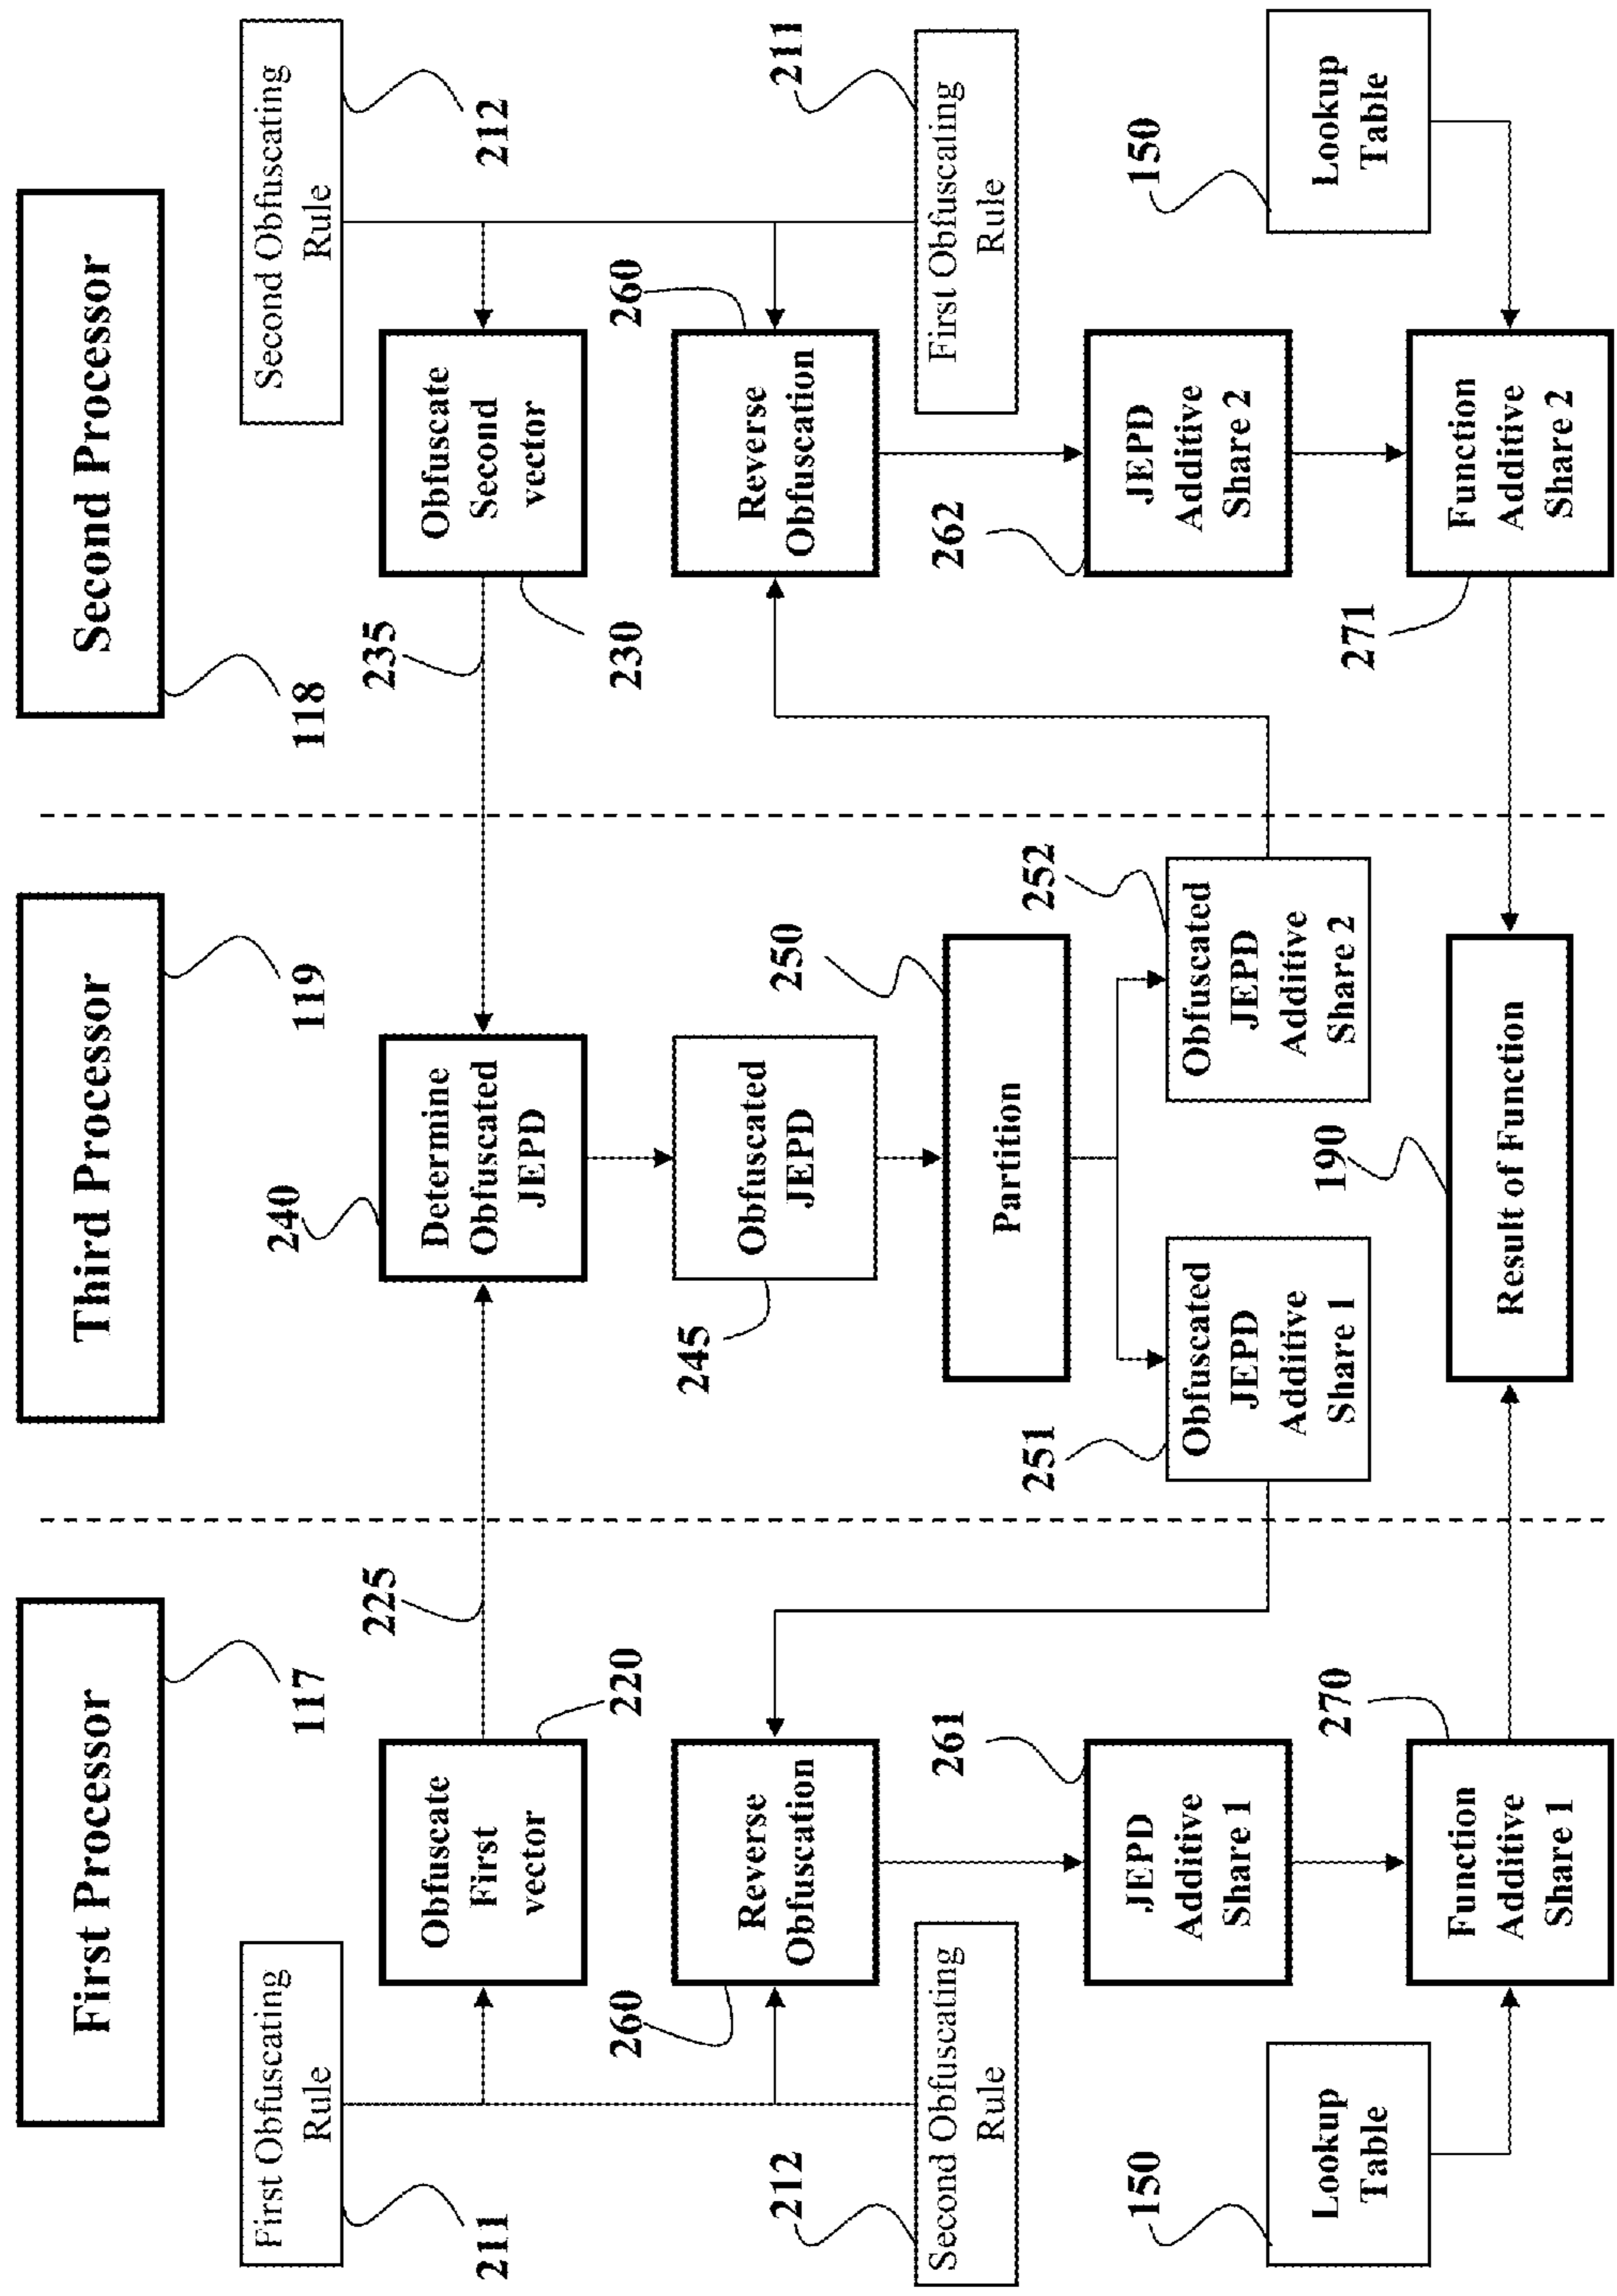 First Processor
117
Third Processor
119
Second Processor
118
First Obfuscating
Rule
211
Second Obfuscating
Rule
212
Obfuscate
First
vector
220
225
240
Determine
Obfuscated
JEPD
235
Obfuscate
Second
vector
230
260
Reverse
Obfuscation
245
Obfuscated
JEPD
260
Reverse
Obfuscation
212
Second Obfuscating
Rule
Partition
250
211
First Obfuscating
Rule
261
JEPD
Additive
Share 1
251
Obfuscated
JEPD
Additive
Share 1
252
Obfuscated
JEPD
Additive
Share 2
262
JEPD
Additive
Share 2
150
Lookup
Table
150
Lookup
Table
270
Function
Additive
Share 1
190
Result of Function
271
Function
Additive
Share 2